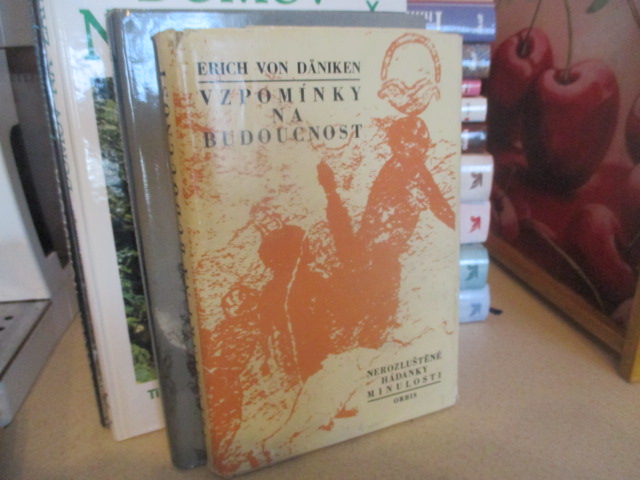 ERICH VON DÄNIKEN
VZPOMÍNKY
NA
BUDOUCNOST
NEROZLUŠTĚNÉ
HÁDANKY
MINULOSTI
ORBIS